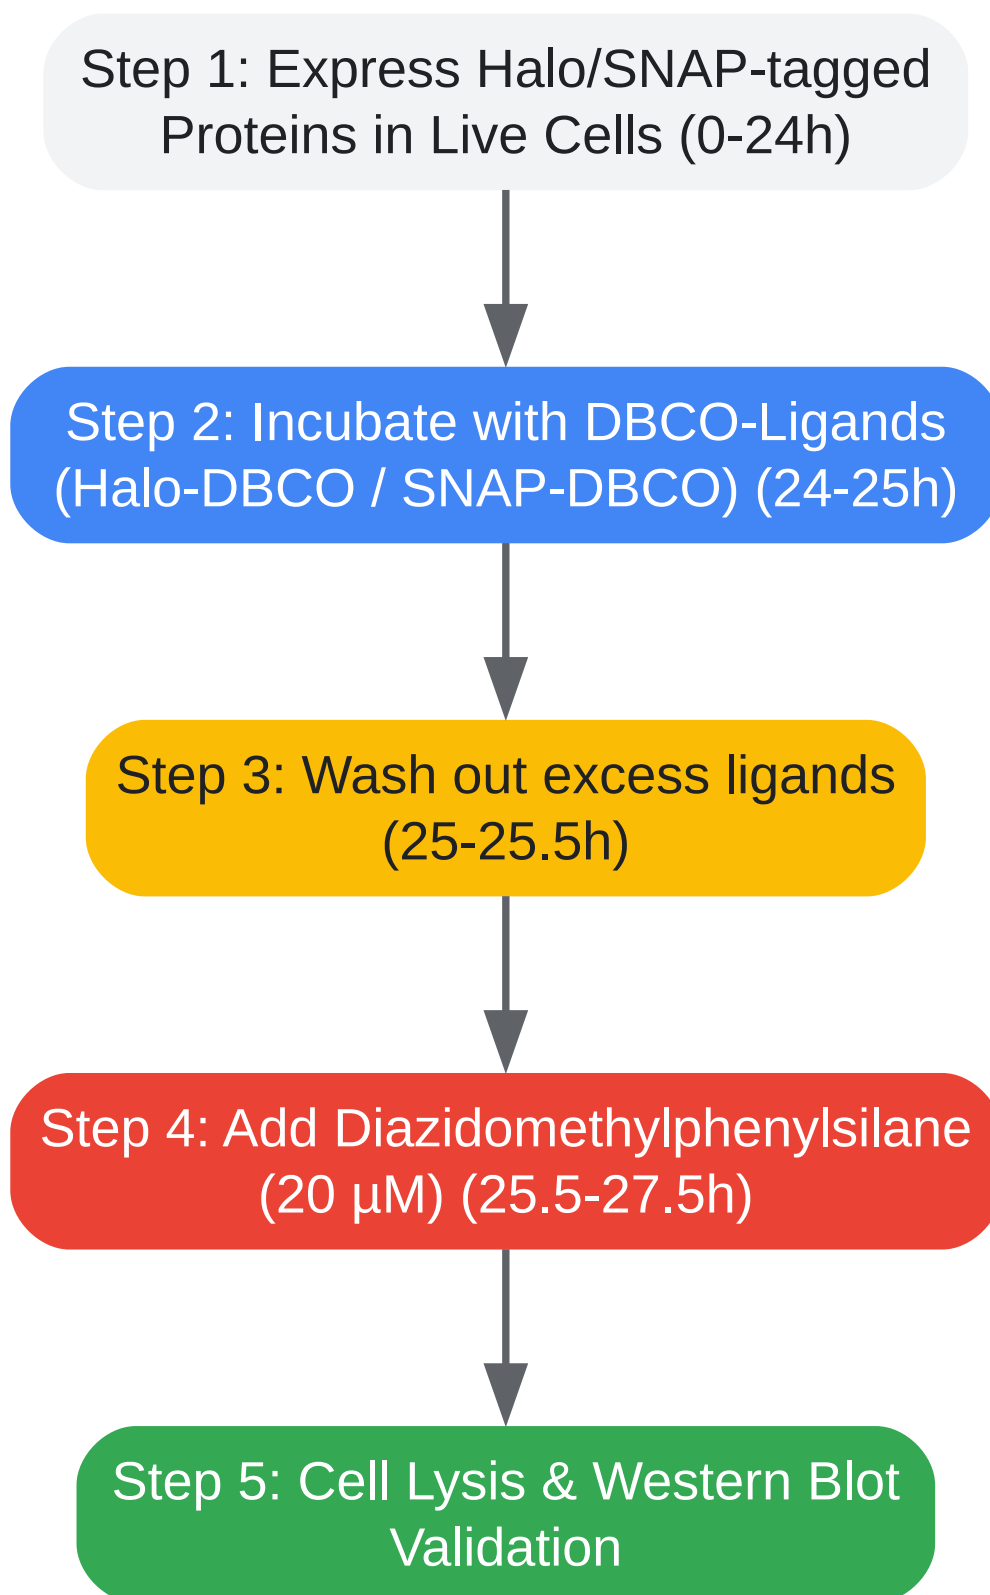 Step 1: Express Halo/SNAP-tagged
Proteins in Live Cells (0-24h)
Step 2: Incubate with DBCO-Ligands
(Halo-DBCO / SNAP-DBCO) (24-25h)
Step 3: Wash out excess ligands
(25-25.5h)
Step 4: Add Diazidomethylphenylsilane
(20 µM) (25.5-27.5h)
Step 5: Cell Lysis & Western Blot
Validation